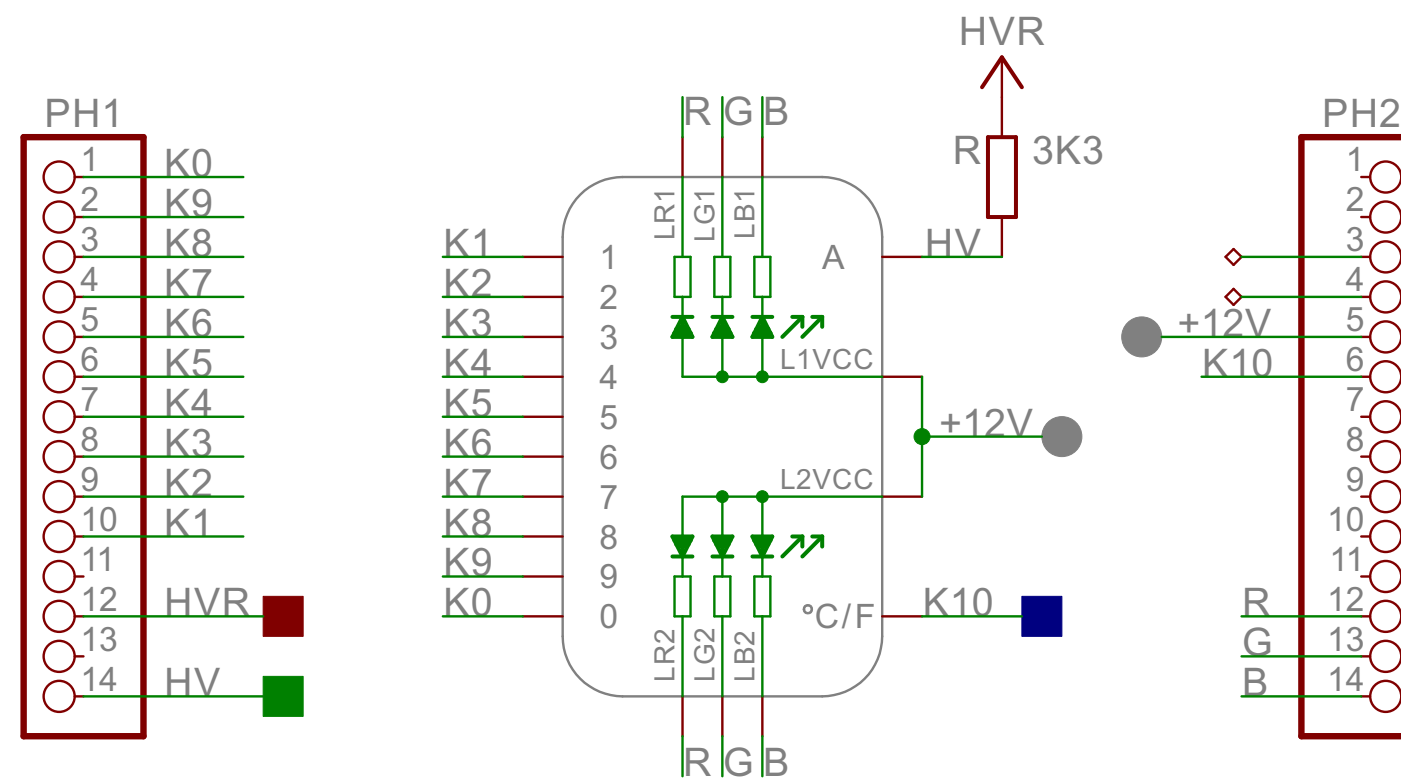 HVR
PH1
R G B
PH2
R 3K3
1 K0
2 K9
3 K8
4 K7
5 K6
6 K5
7 K4
8 K3
9 K2
10 K1
11
12 HVR
13
14 HV
LR1 LG1 LB1
K1 1
K2 2
K3 3
K4 4
K5 5
K6 6
K7 7
K8 8
K9 9
K0 0
A HV
L1VCC
+12V
L2VCC
°C/F K10
LR2 LG2 LB2
R G B
1
2
3
4
+12V 5
K10 6
7
8
9
10
11
R 12
G 13
B 14